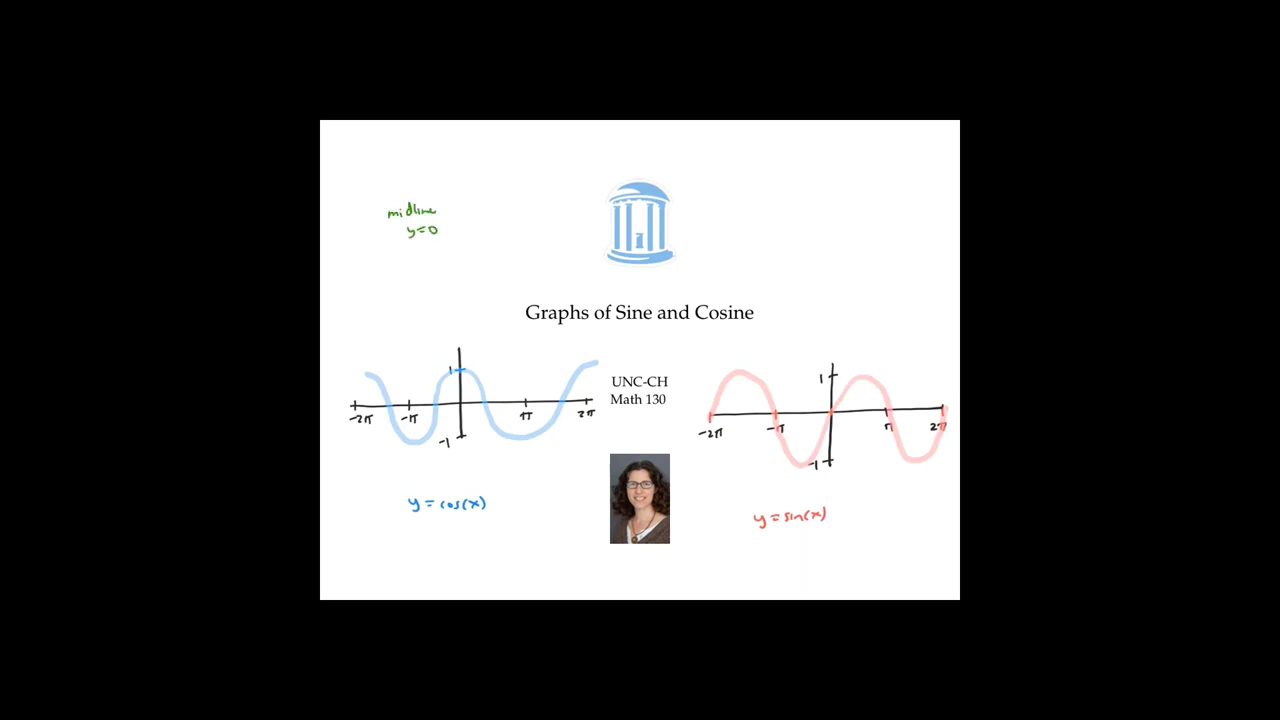 midline
y=0
Graphs of Sine and Cosine
UNC-CH
Math 130
1
-2π
-π
π
2π
-1
y = cos(x)
1
-2π
-π
π
2π
-1
y = sin(x)